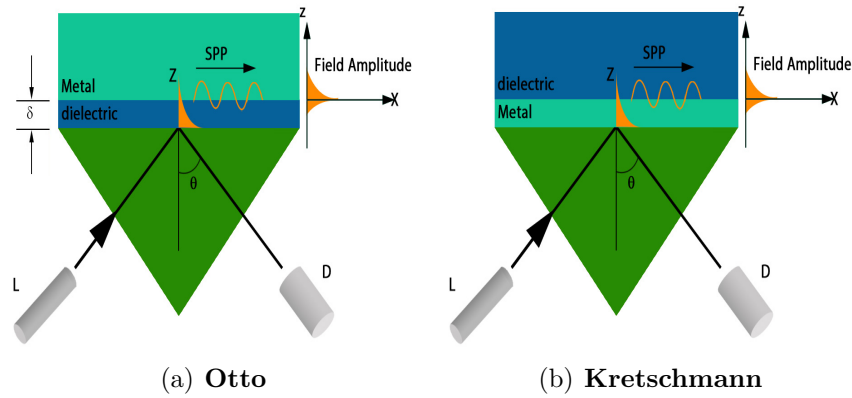 z
SPP
Z
Field Amplitude
Metal
X
δ
dielectric
θ
L
D
(a) Otto
z
SPP
Z
Field Amplitude
dielectric
X
Metal
θ
L
D
(b) Kretschmann